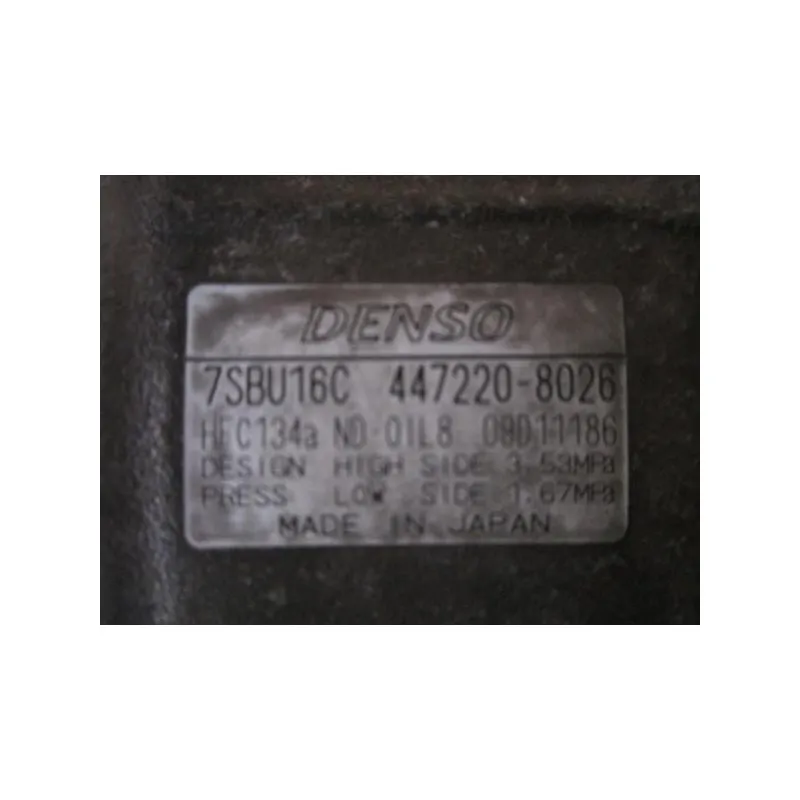 DENSO
7SBU16C 447220-8026
HFC134a ND-OIL8 08D11186
DESIGN HIGH SIDE 3.53MPa
PRESS LOW SIDE 1.67MPa
MADE IN JAPAN